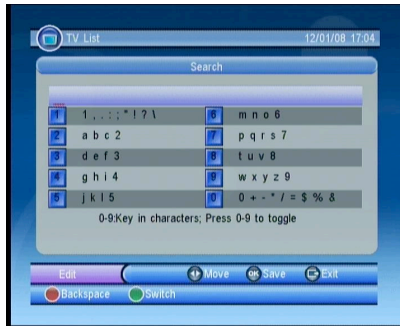 TV List 12/01/08 17:04
Search
1 1 , . : ; " ! ? \ 6 m n o 6
2 a b c 2 7 p q r s 7
3 d e f 3 8 t u v 8
4 g h i 4 9 w x y z 9
5 j k l 5 0 0 + - * / = $ % &
0-9:Key in characters; Press 0-9 to toggle
Edit Move OK Save Exit
Backspace Switch